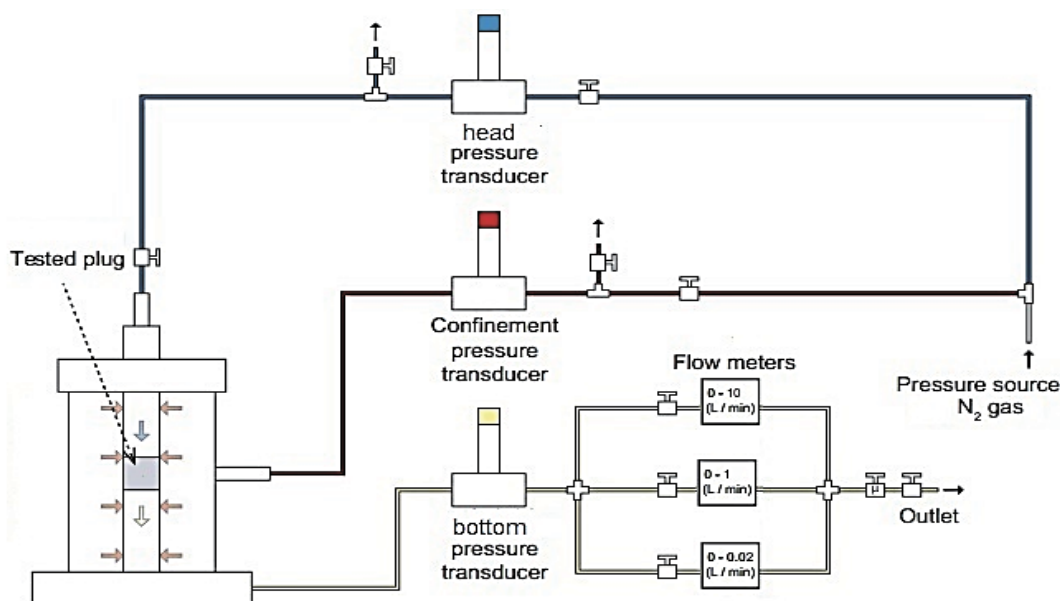 head
pressure
transducer
Tested plug
Confinement
pressure
transducer
Flow meters
0 - 10
(L / min)
Pressure source
N₂ gas
0 - 1
(L / min)
μ
Outlet
bottom
pressure
transducer
0 - 0.02
(L / min)